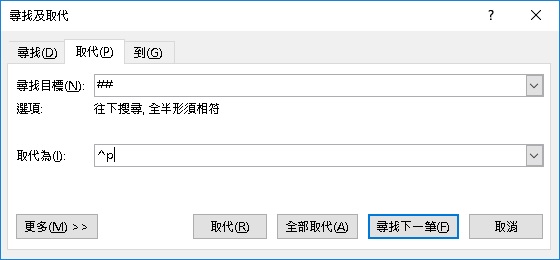 尋找及取代
? ×
尋找(D) 取代(P) 到(G)
尋找目標(N): ##
選項: 往下搜尋, 全半形須相符
取代為(I): ^p
更多(M) >> 取代(R) 全部取代(A) 尋找下一筆(F) 取消